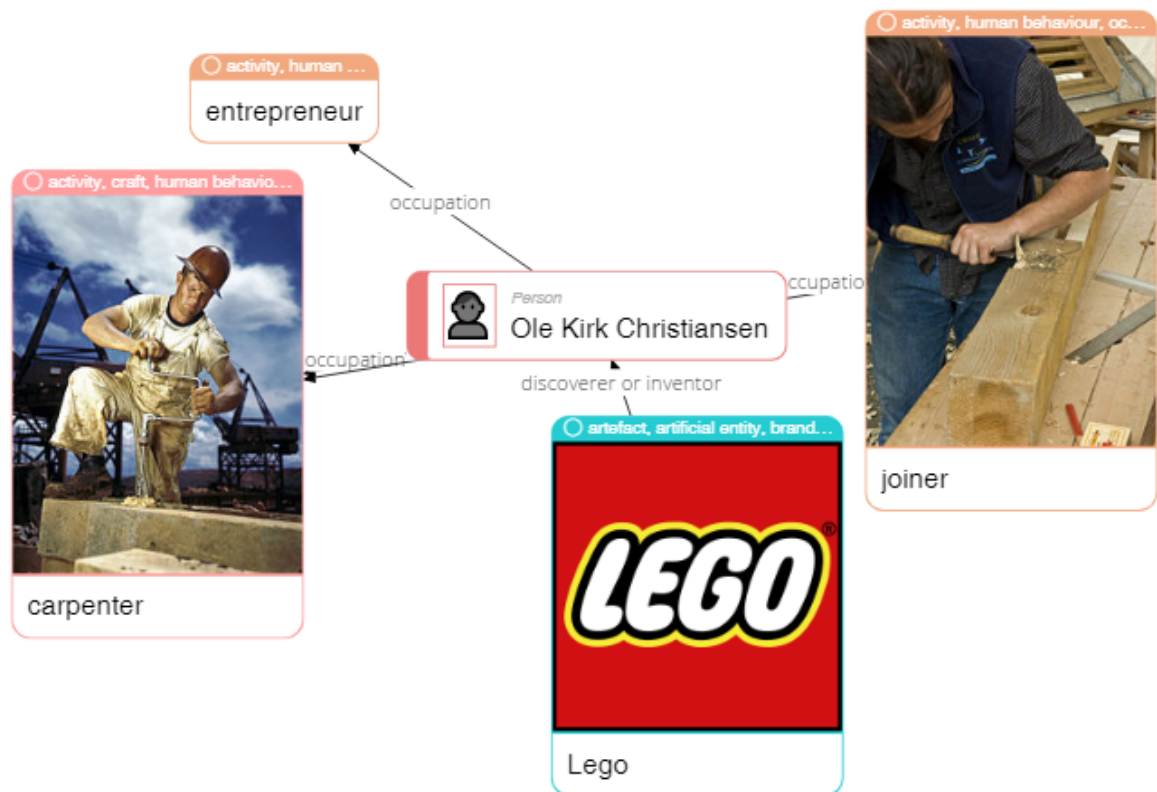 activity, human behaviour, oc...
activity, human ...
entrepreneur
activity, craft, human behavio...
occupation
Person
Ole Kirk Christiansen
ccupatio
occupation
discoverer or inventor
artefact, artificial entity, brand...
LEGO®
joiner
carpenter
Lego